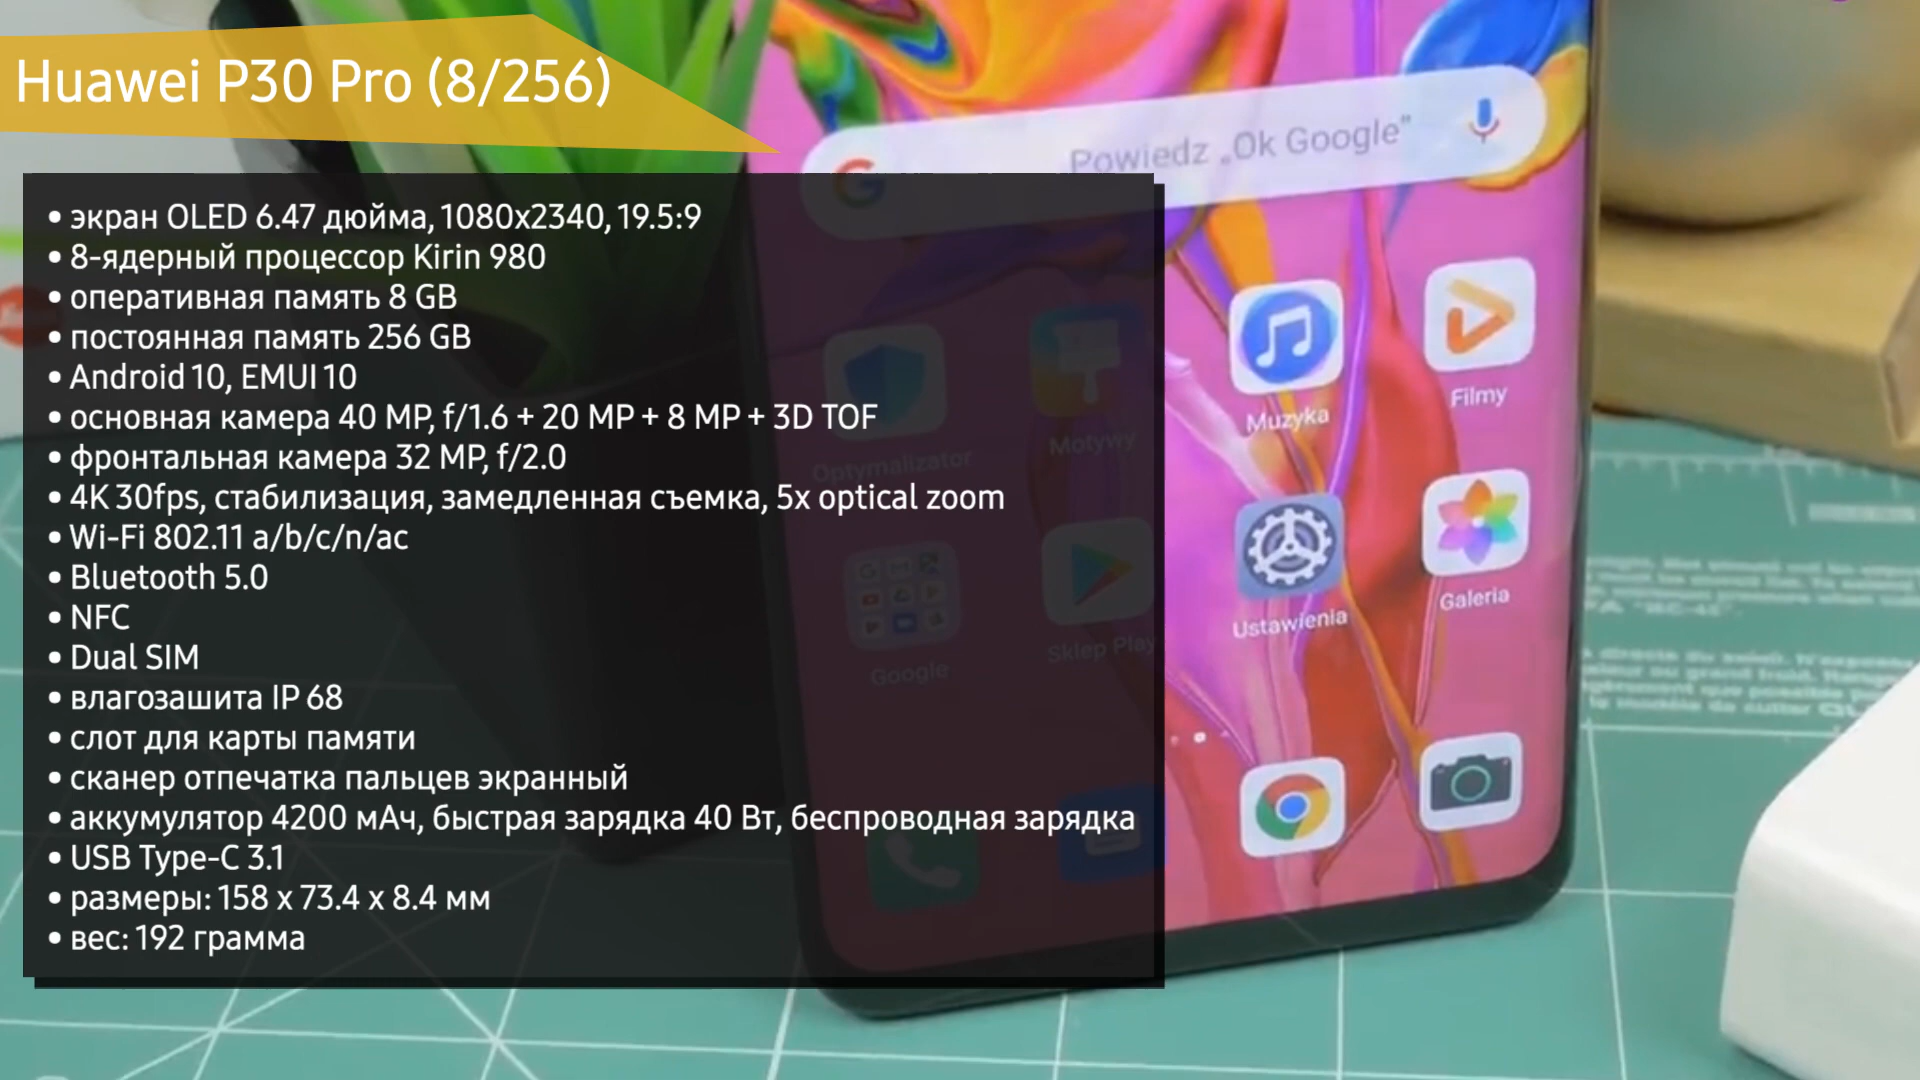 Huawei P30 Pro (8/256)
• экран OLED 6.47 дюйма, 1080x2340, 19.5:9
• 8-ядерный процессор Kirin 980
• оперативная память 8 GB
• постоянная память 256 GB
• Android 10, EMUI 10
• основная камера 40 MP, f/1.6 + 20 MP + 8 MP + 3D TOF
• фронтальная камера 32 MP, f/2.0
• 4K 30fps, стабилизация, замедленная съемка, 5x optical zoom
• Wi-Fi 802.11 a/b/c/n/ac
• Bluetooth 5.0
• NFC
• Dual SIM
• влагозашита IP 68
• слот для карты памяти
• сканер отпечатка пальцев экранный
• аккумулятор 4200 мАч, быстрая зарядка 40 Вт, беспроводная зарядка
• USB Type-C 3.1
• размеры: 158 x 73.4 x 8.4 мм
• вес: 192 грамма
Powiedz „Ok Google”
Optymalizator
Motywy
Muzyka
Filmy
Google
Sklep Play
Ustawienia
Galeria